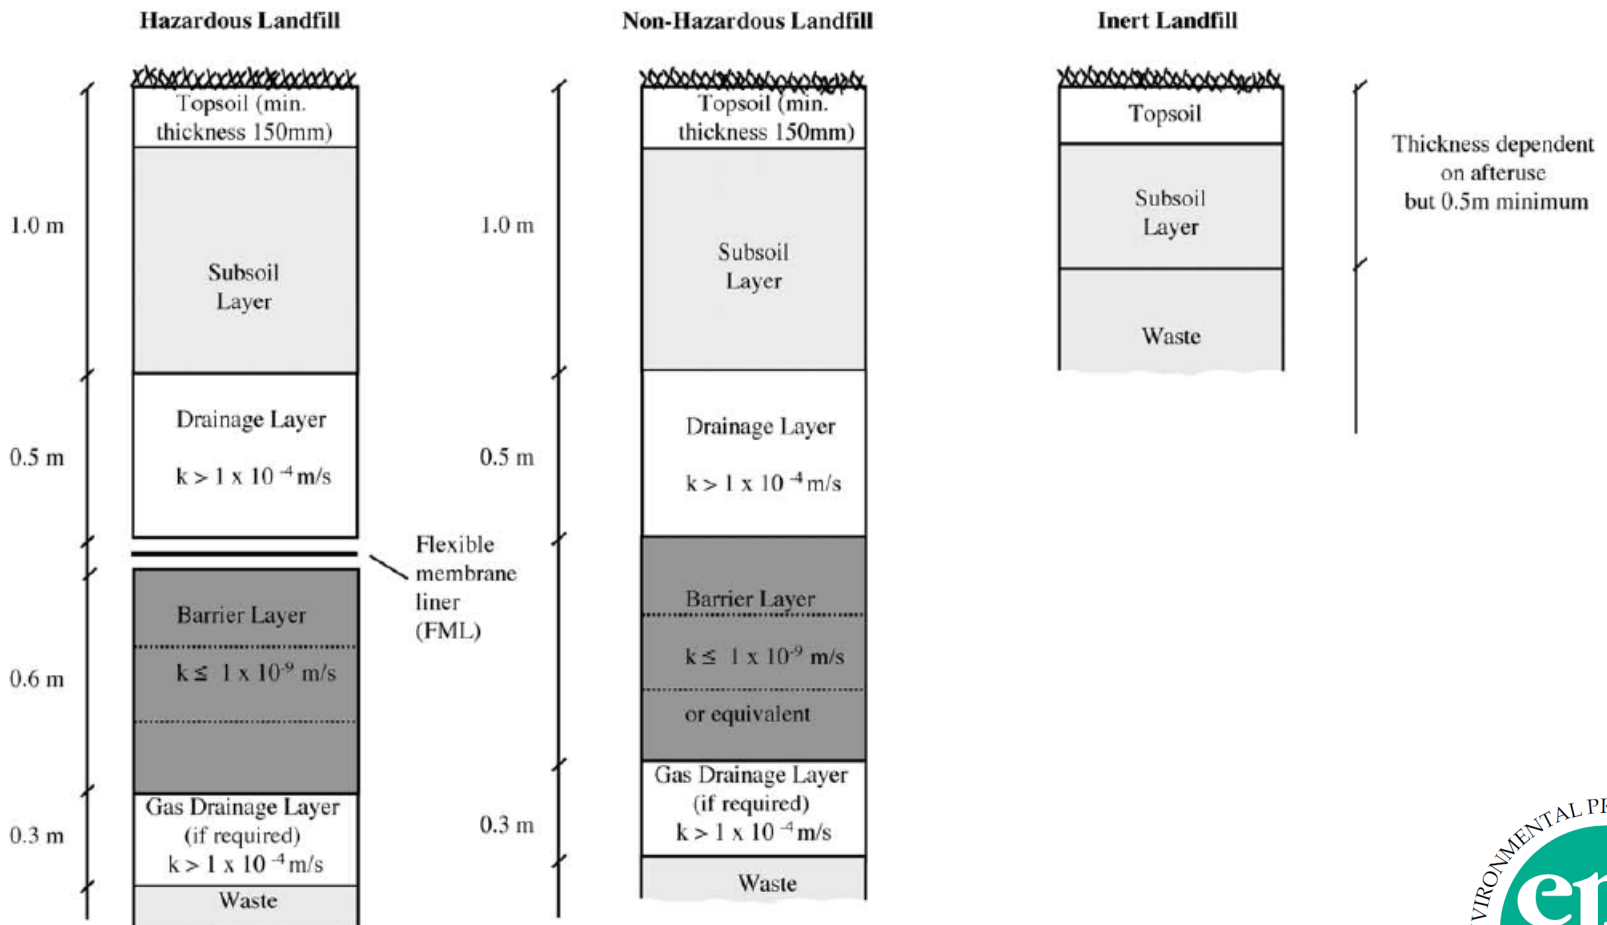 Hazardous Landfill
Topsoil (min.
thickness 150mm)
1.0 m
Subsoil
Layer
Drainage Layer
0.5 m
k > 1 x 10⁻⁴ m/s
Flexible
membrane
liner
(FML)
Barrier Layer
0.6 m
k ≤ 1 x 10⁻⁹ m/s
Gas Drainage Layer
0.3 m
(if required)
k > 1 x 10⁻⁴ m/s
Waste
Non-Hazardous Landfill
Topsoil (min.
thickness 150mm)
1.0 m
Subsoil
Layer
Drainage Layer
0.5 m
k > 1 x 10⁻⁴ m/s
Barrier Layer
k ≤ 1 x 10⁻⁹ m/s
or equivalent
Gas Drainage Layer
(if required)
0.3 m
k > 1 x 10⁻⁴ m/s
Waste
Inert Landfill
Topsoil
Subsoil
Layer
Waste
Thickness dependent
on afteruse
but 0.5m minimum